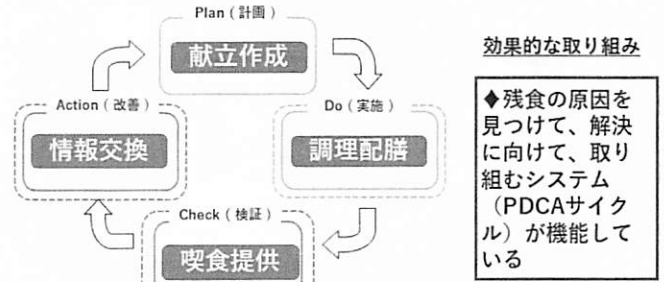 Plan（計画）
献立作成
Do（実施）
調理配膳
Check（検証）
喫食提供
Action（改善）
情報交換
効果的な取り組み
◆残食の原因を
見つけて、解決
に向けて、取り
組むシステム
（PDCAサイク
ル）が機能して
いる